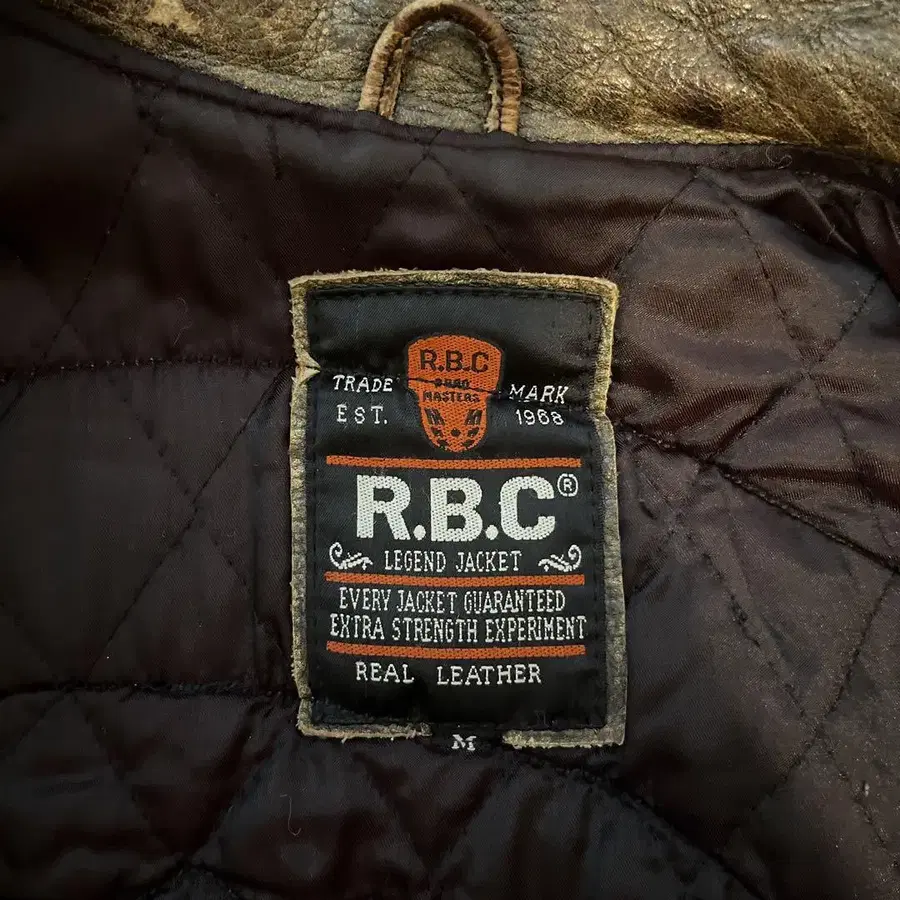 R.B.C
ROAD
MASTERS
TRADE MARK
EST. 1968
R.B.C®
LEGEND JACKET
EVERY JACKET GUARANTEED
EXTRA STRENGTH EXPERIMENT
REAL LEATHER
M